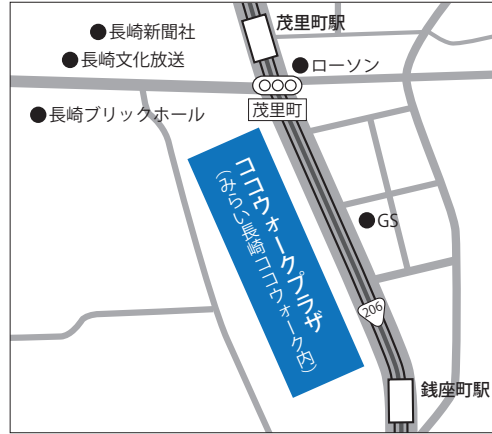 茂里町駅
●長崎新聞社
●長崎文化放送
●ローソン
茂里町
●長崎ブリックホール
ココウォークプラザ
（みらい長崎ココウォーク内）
●GS
206
銭座町駅